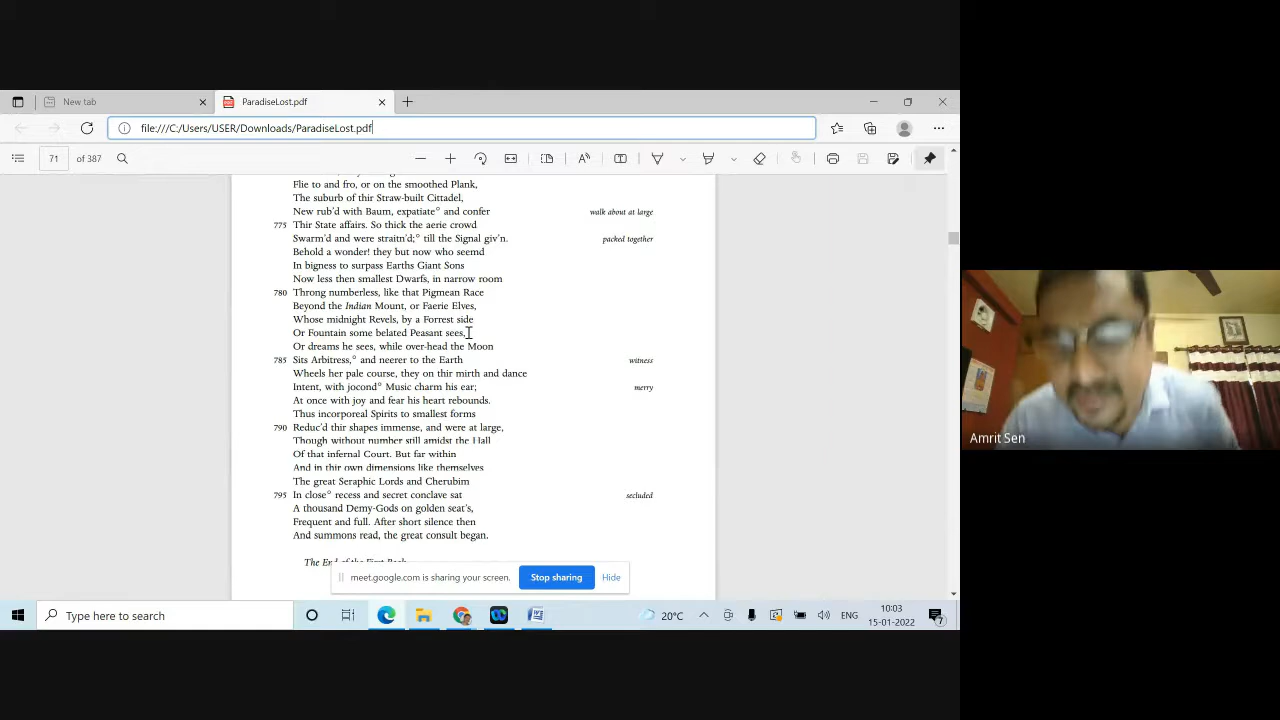 New tab
ParadiseLost.pdf
file:///C:/Users/USER/Downloads/ParadiseLost.pdf
71 of 387
Flie to and fro, or on the smoothed Plank,
The suburb of thir Straw-built Cittadel,
New rub'd with Baum, expatiate° and confer walk about at large
775 Thir State affairs. So thick the aerie crowd
Swarm'd and were straitn'd;° till the Signal giv'n. packed together
Behold a wonder! they but now who seemd
In bigness to surpass Earths Giant Sons
Now less then smallest Dwarfs, in narrow room
780 Throng numberless, like that Pigmean Race
Beyond the Indian Mount, or Faerie Elves,
Whose midnight Revels, by a Forrest side
Or Fountain some belated Peasant sees,
Or dreams he sees, while over-head the Moon
785 Sits Arbitress,° and neerer to the Earth witness
Wheels her pale course, they on thir mirth and dance
Intent, with jocond° Music charm his ear; merry
At once with joy and fear his heart rebounds.
Thus incorporeal Spirits to smallest forms
790 Reduc'd thir shapes immense, and were at large,
Though without number still amidst the Hall
Of that infernal Court. But far within
And in thir own dimensions like themselves
The great Seraphic Lords and Cherubim
795 In close° recess and secret conclave sat secluded
A thousand Demy-Gods on golden seat's,
Frequent and full. After short silence then
And summons read, the great consult began.
The End of the First Book
meet.google.com is sharing your screen. Stop sharing Hide
Type here to search
20°C
ENG
10:03
15-01-2022
7
Amrit Sen